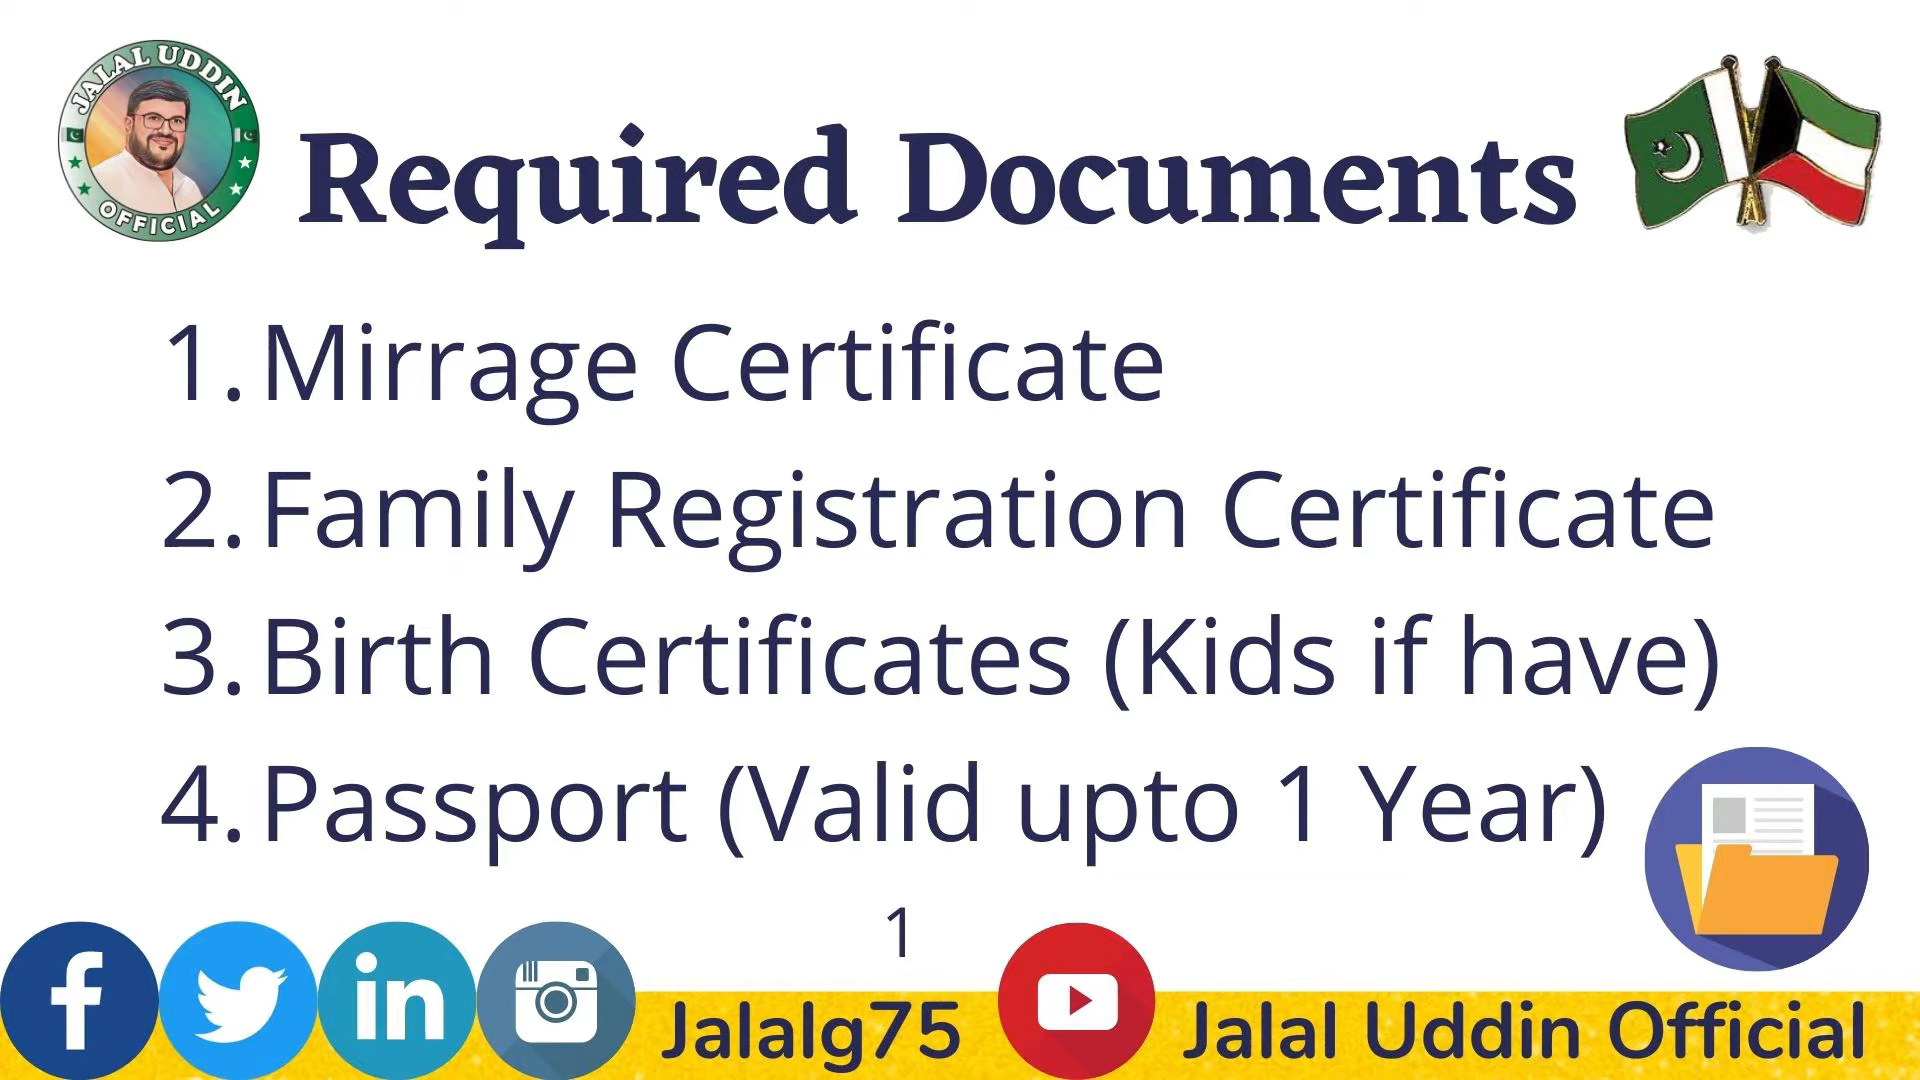 JALAL UDDIN
OFFICIAL
Required Documents
1. Mirrage Certificate
2. Family Registration Certificate
3. Birth Certificates (Kids if have)
4. Passport (Valid upto 1 Year)
1
Jalalg75
Jalal Uddin Official